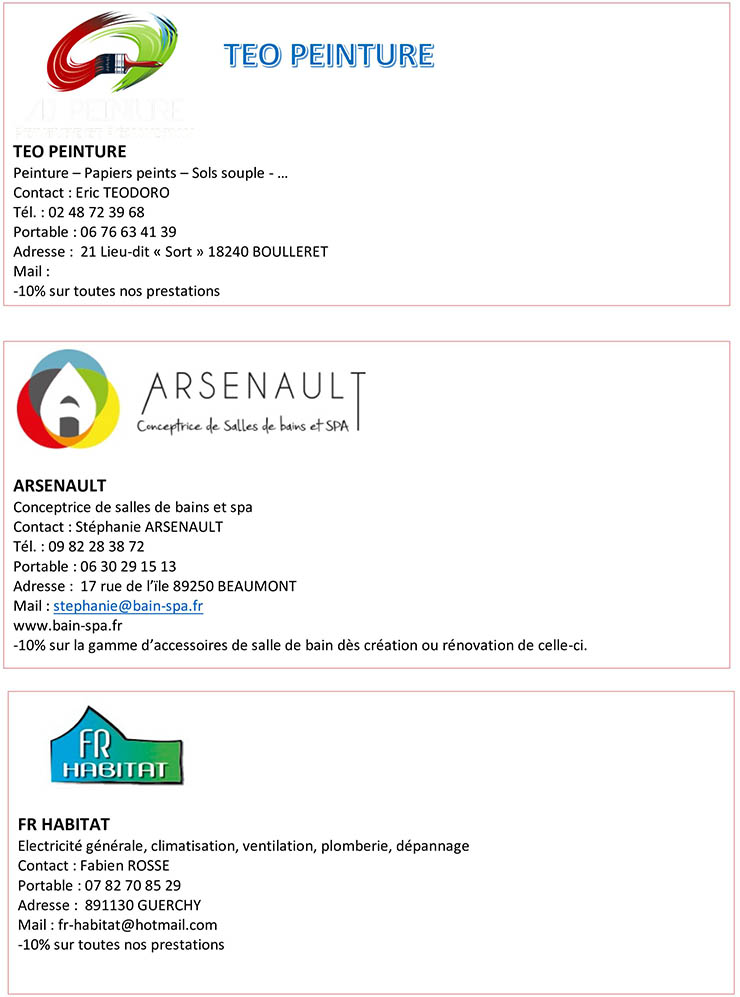 TEO PEINTURE
AD PEINTURE
TEO PEINTURE
Peinture – Papiers peints – Sols souple - …
Contact : Eric TEODORO
Tél. : 02 48 72 39 68
Portable : 06 76 63 41 39
Adresse :  21 Lieu-dit « Sort » 18240 BOULLERET
Mail :
-10% sur toutes nos prestations
ARSENAULT
Conceptrice de Salles de bains et SPA
ARSENAULT
Conceptrice de salles de bains et spa
Contact : Stéphanie ARSENAULT
Tél. : 09 82 28 38 72
Portable : 06 30 29 15 13
Adresse :  17 rue de l’ïle 89250 BEAUMONT
Mail : stephanie@bain-spa.fr
www.bain-spa.fr
-10% sur la gamme d’accessoires de salle de bain dès création ou rénovation de celle-ci.
FR
HABITAT
FR HABITAT
Electricité générale, climatisation, ventilation, plomberie, dépannage
Contact : Fabien ROSSE
Portable : 07 82 70 85 29
Adresse :  891130 GUERCHY
Mail : fr-habitat@hotmail.com
-10% sur toutes nos prestations